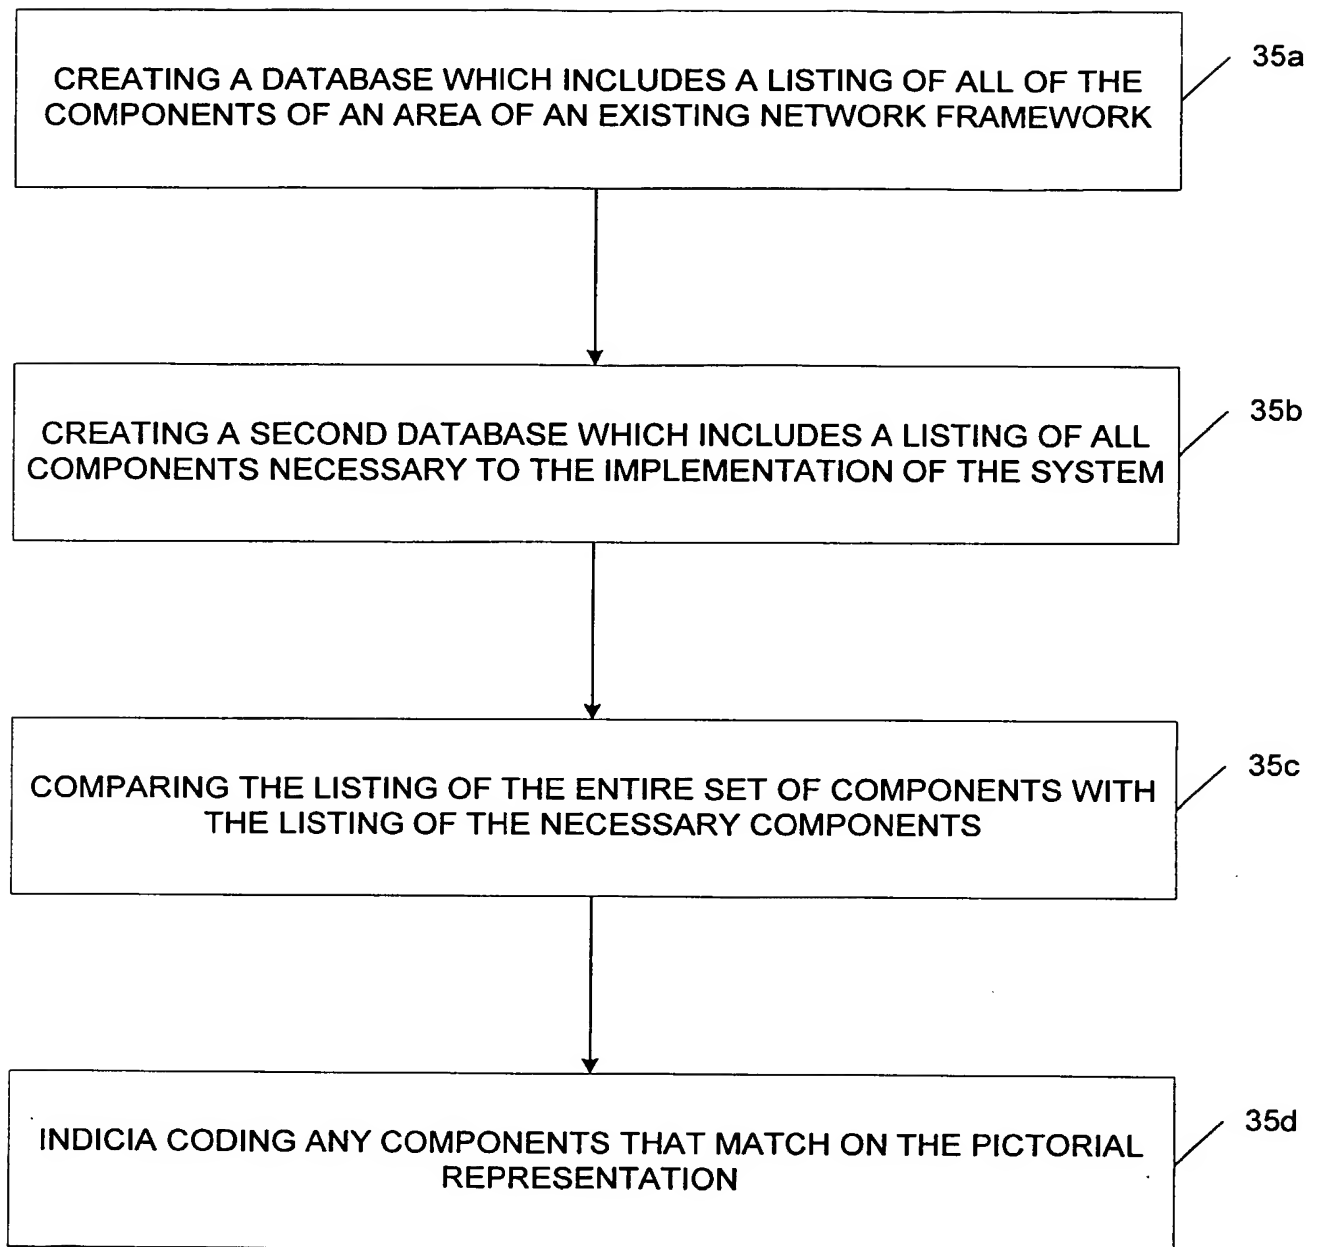 CREATING A DATABASE WHICH INCLUDES A LISTING OF ALL OF THE
COMPONENTS OF AN AREA OF AN EXISTING NETWORK FRAMEWORK
35a
CREATING A SECOND DATABASE WHICH INCLUDES A LISTING OF ALL
COMPONENTS NECESSARY TO THE IMPLEMENTATION OF THE SYSTEM
35b
COMPARING THE LISTING OF THE ENTIRE SET OF COMPONENTS WITH
THE LISTING OF THE NECESSARY COMPONENTS
35c
INDICIA CODING ANY COMPONENTS THAT MATCH ON THE PICTORIAL
REPRESENTATION
35d